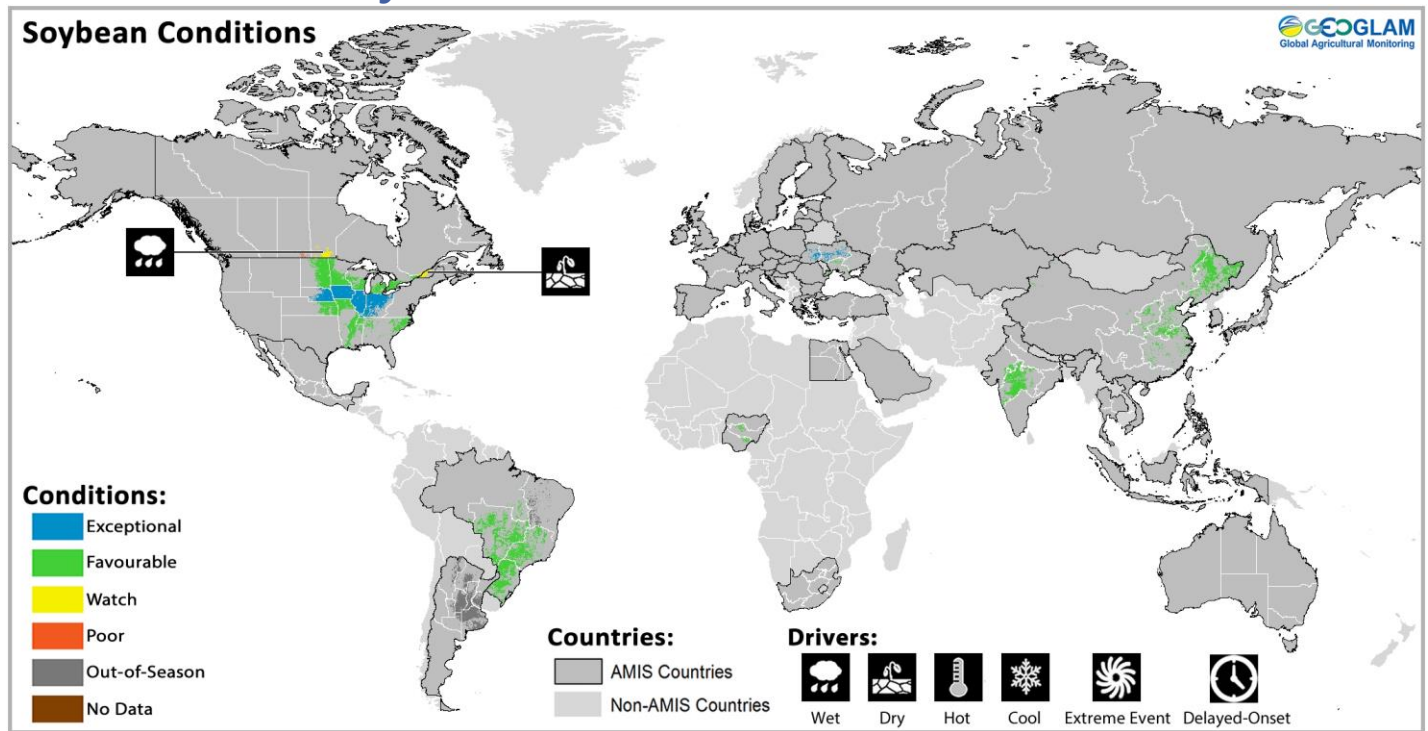 Soybean Conditions
GEOGLAM
Global Agricultural Monitoring
Conditions:
Exceptional
Favourable
Watch
Poor
Out-of-Season
No Data
Countries:
AMIS Countries
Non-AMIS Countries
Drivers:
Wet
Dry
Hot
Cool
Extreme Event
Delayed-Onset